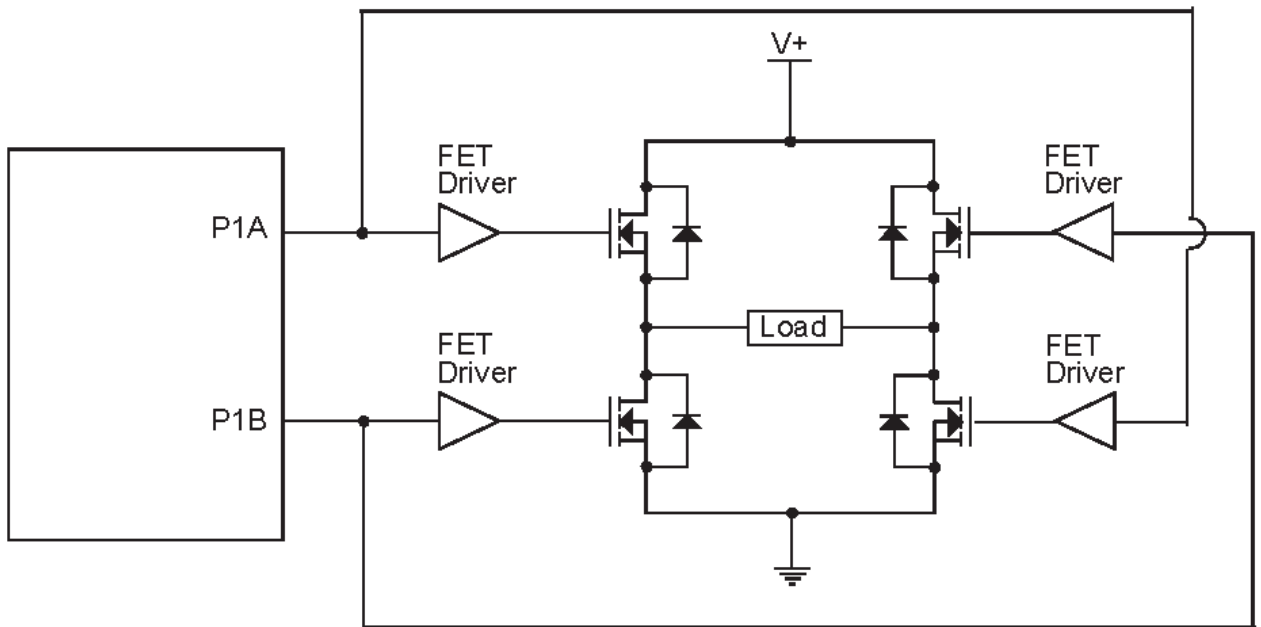 V+
FET
Driver
FET
Driver
P1A
Load
FET
Driver
FET
Driver
P1B